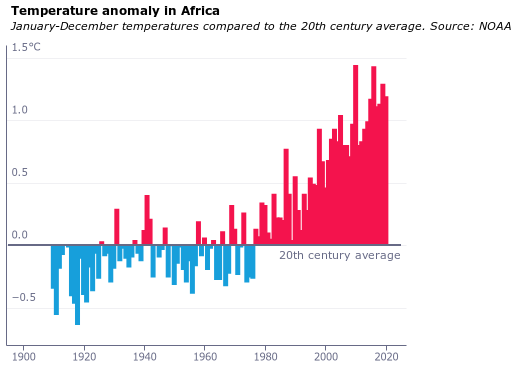 Temperature anomaly in Africa
January-December temperatures compared to the 20th century average. Source: NOAA
1.5°C
1.0
0.5
0.0
20th century average
−0.5
1900 1920 1940 1960 1980 2000 2020